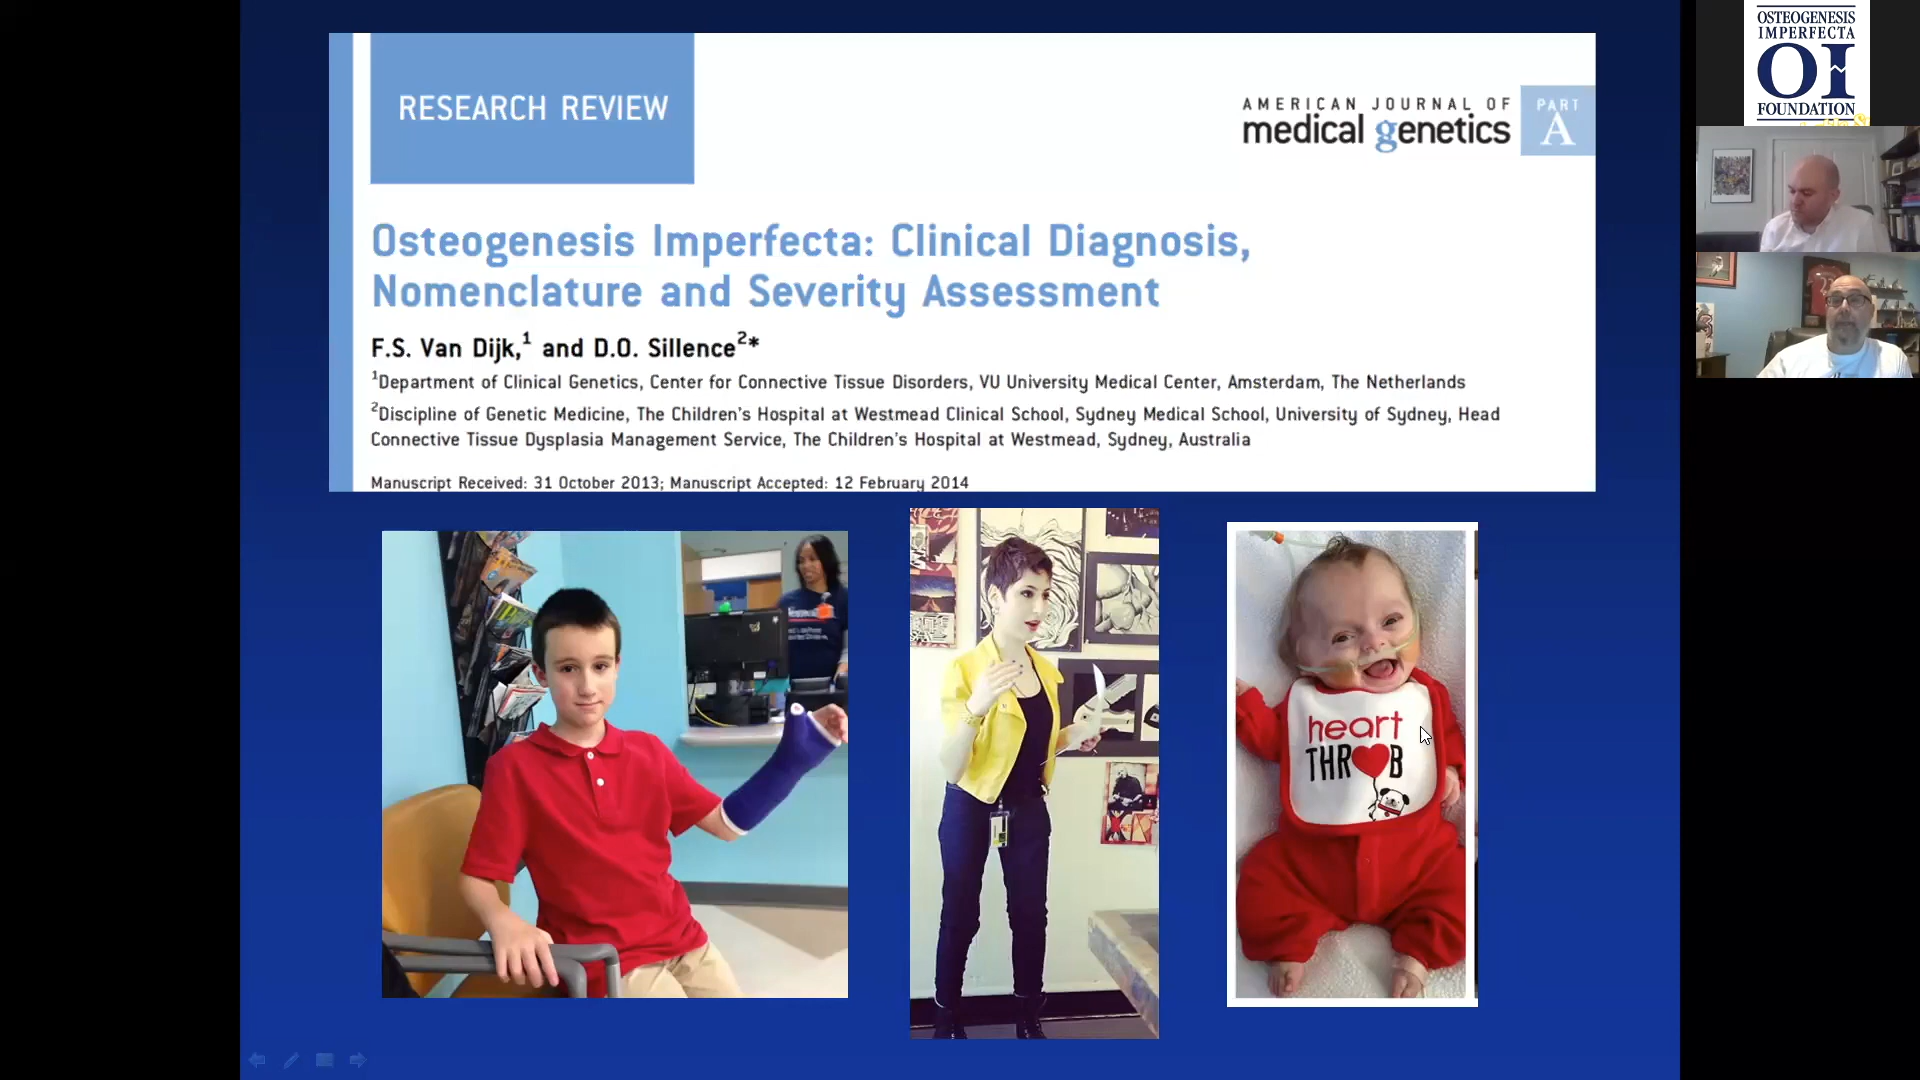 RESEARCH REVIEW
AMERICAN JOURNAL OF
medical genetics
PART
A
Osteogenesis Imperfecta: Clinical Diagnosis,
Nomenclature and Severity Assessment
F.S. Van Dijk,1 and D.O. Sillence2*
1Department of Clinical Genetics, Center for Connective Tissue Disorders, VU University Medical Center, Amsterdam, The Netherlands
2Discipline of Genetic Medicine, The Children's Hospital at Westmead Clinical School, Sydney Medical School, University of Sydney, Head
Connective Tissue Dysplasia Management Service, The Children's Hospital at Westmead, Sydney, Australia
Manuscript Received: 31 October 2013; Manuscript Accepted: 12 February 2014
heart
THROB
OSTEOGENESIS
IMPERFECTA
OI
FOUNDATION